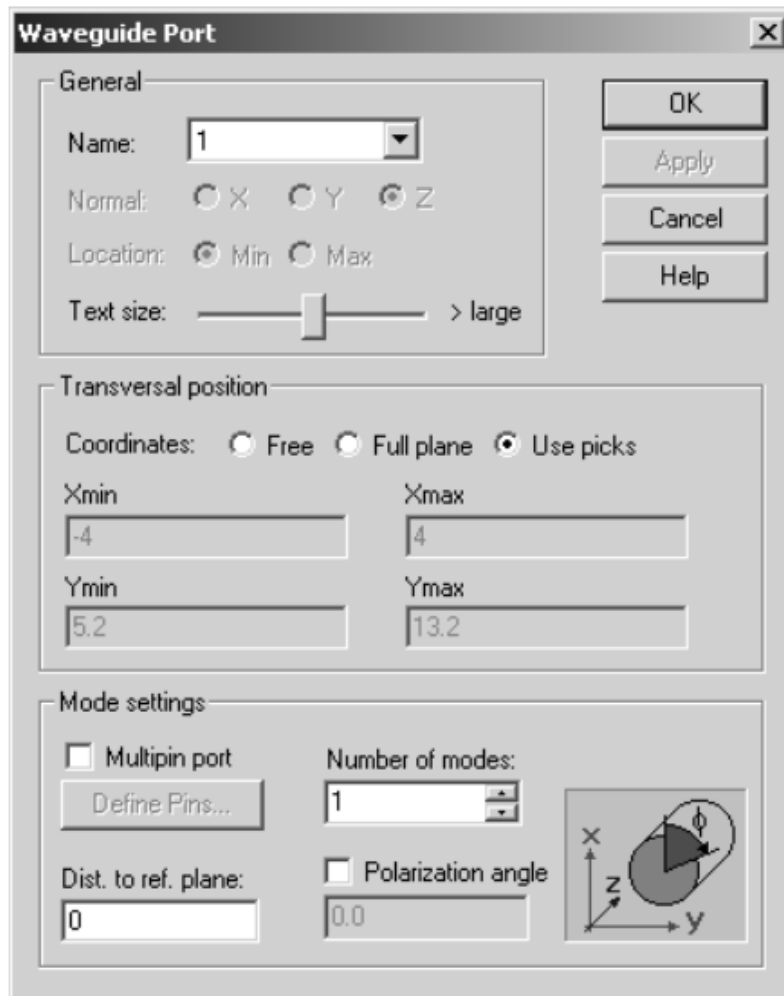 Waveguide Port
General
Name: 1
Normal: X Y Z
Location: Min Max
Text size: > large
OK
Apply
Cancel
Help
Transversal position
Coordinates: Free Full plane Use picks
Xmin Xmax
-4 4
Ymin Ymax
5.2 13.2
Mode settings
Multipin port Number of modes:
Define Pins... 1
Dist. to ref. plane: Polarization angle
0 0.0
x
z
y
ϕ